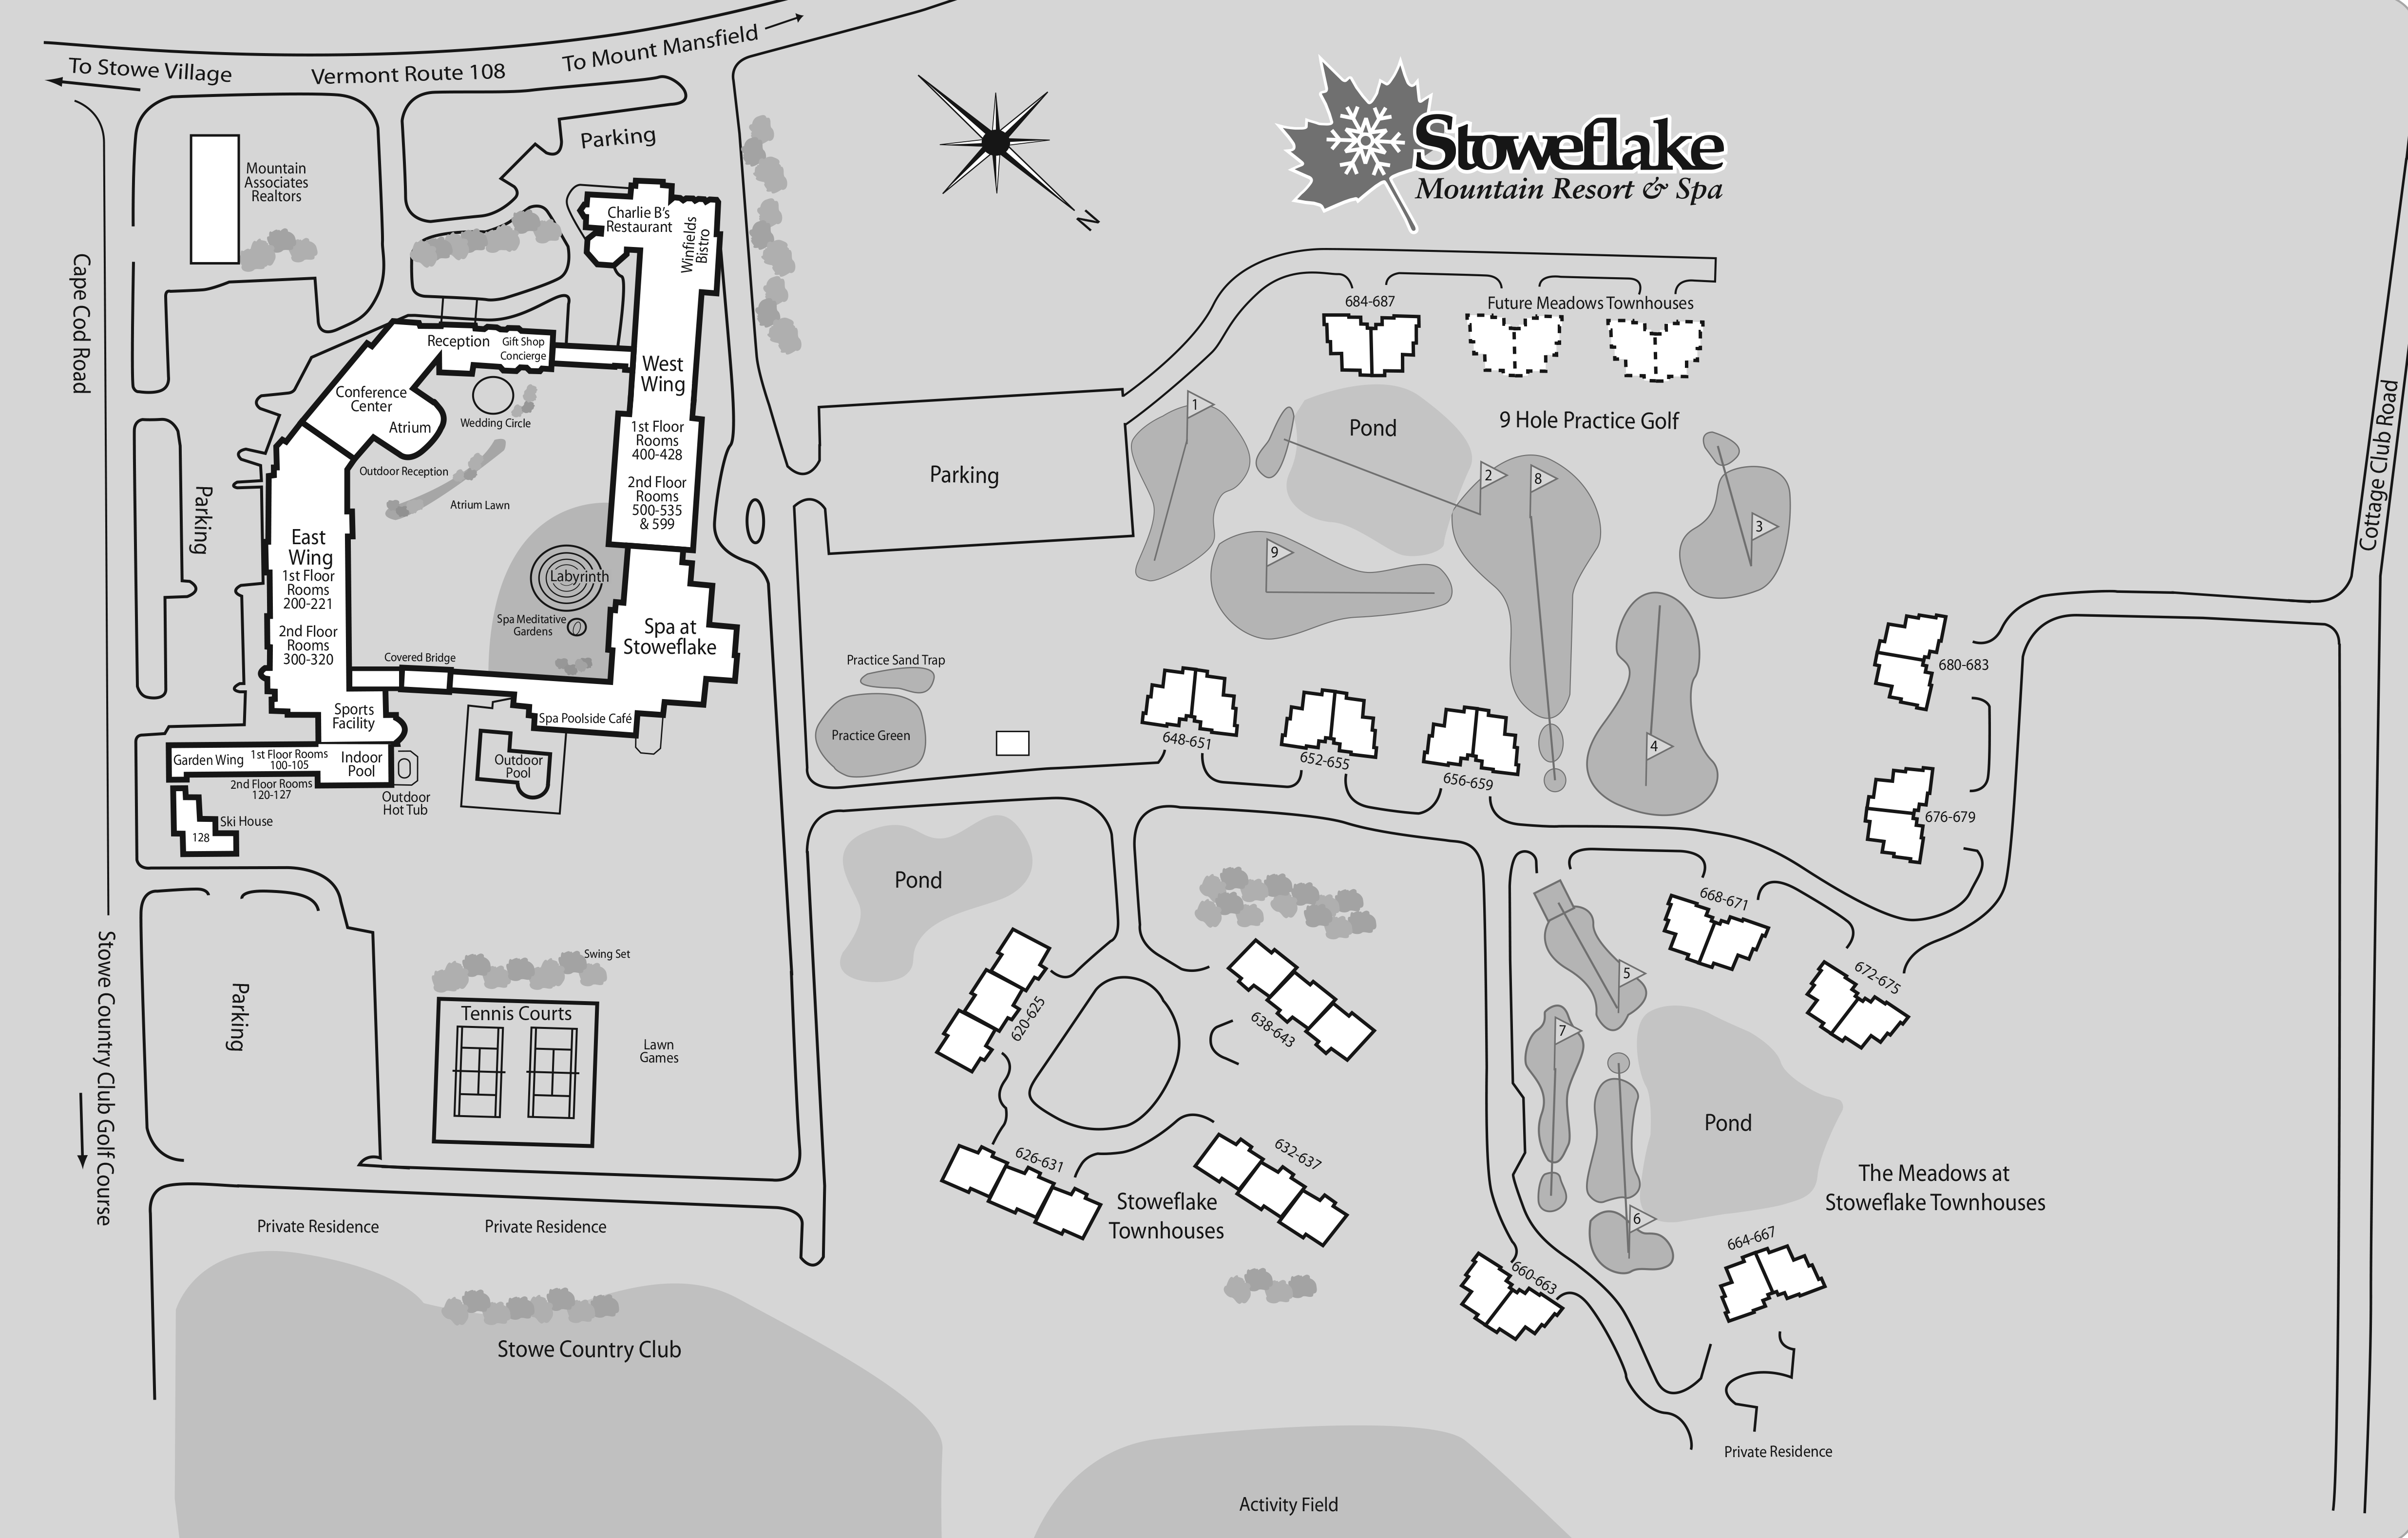 To Stowe Village
Vermont Route 108
To Mount Mansfield
Parking
Mountain
Associates
Realtors
Cape Cod Road
N
Stoweflake
Mountain Resort & Spa
Charlie B's
Restaurant
Winfields
Bistro
Reception
Gift Shop
Concierge
Conference
Center
Atrium
Wedding Circle
Outdoor Reception
Atrium Lawn
West
Wing
1st Floor
Rooms
400-428
2nd Floor
Rooms
500-535
& 599
Parking
East
Wing
1st Floor
Rooms
200-221
2nd Floor
Rooms
300-320
Labyrinth
Spa Meditative
Gardens
Spa at
Stoweflake
Covered Bridge
Sports
Facility
Spa Poolside Café
Garden Wing
1st Floor Rooms
100-105
Indoor
Pool
2nd Floor Rooms
120-127
Outdoor
Hot Tub
Outdoor
Pool
Ski House
128
Parking
684-687
Future Meadows Townhouses
Pond
9 Hole Practice Golf
1
2
8
3
9
4
Cottage Club Road
Practice Sand Trap
Practice Green
648-651
652-655
656-659
680-683
676-679
Pond
668-671
672-675
5
7
6
Pond
Stowe Country Club Golf Course
Parking
Swing Set
Tennis Courts
Lawn
Games
620-625
638-643
626-631
632-637
Stoweflake
Townhouses
The Meadows at
Stoweflake Townhouses
664-667
660-663
Private Residence
Private Residence
Stowe Country Club
Private Residence
Activity Field